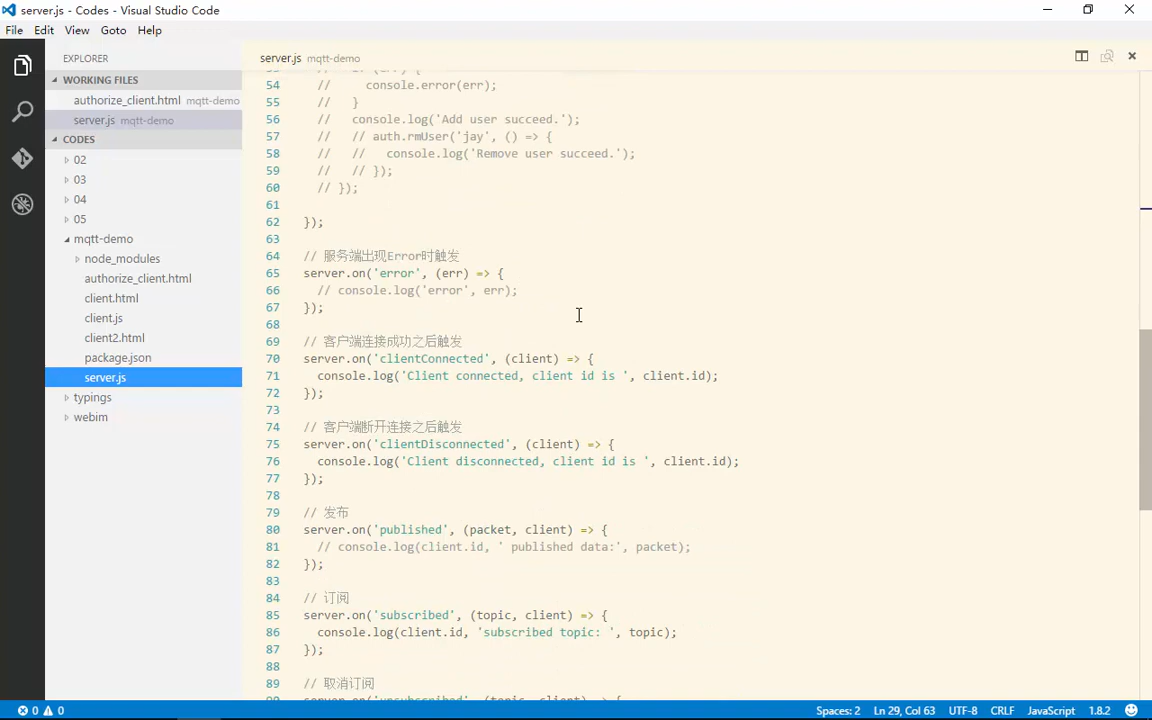 server.js - Codes - Visual Studio Code
File Edit View Goto Help
EXPLORER
WORKING FILES
authorize_client.html mqtt-demo
server.js mqtt-demo
CODES
02
03
04
05
mqtt-demo
node_modules
authorize_client.html
client.html
client.js
client2.html
package.json
server.js
typings
webim
server.js mqtt-demo
54 //     console.error(err);
55 //   }
56 //   console.log('Add user succeed.');
57 //   // auth.rmUser('jay', () => {
58 //   //   console.log('Remove user succeed.');
59 //   // });
60 // });
61
62 });
63
64 // 服务端出现Error时触发
65 server.on('error', (err) => {
66 // console.log('error', err);
67 });
68
69 // 客户端连接成功之后触发
70 server.on('clientConnected', (client) => {
71 console.log('Client connected, client id is ', client.id);
72 });
73
74 // 客户端断开连接之后触发
75 server.on('clientDisconnected', (client) => {
76 console.log('Client disconnected, client id is ', client.id);
77 });
78
79 // 发布
80 server.on('published', (packet, client) => {
81 // console.log(client.id, ' published data:', packet);
82 });
83
84 // 订阅
85 server.on('subscribed', (topic, client) => {
86 console.log(client.id, 'subscribed topic: ', topic);
87 });
88
89 // 取消订阅
0 0 Spaces: 2 Ln 29, Col 63 UTF-8 CRLF JavaScript 1.8.2